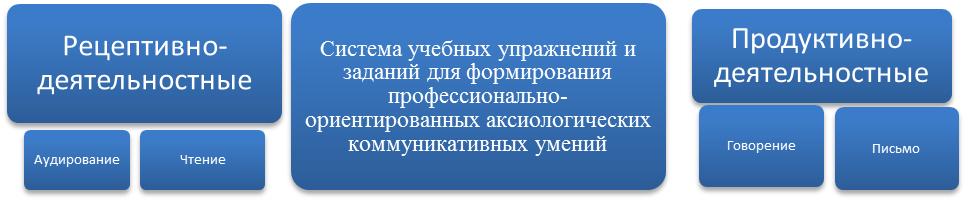 Рецептивно-
деятельностные
Аудирование
Чтение
Система учебных упражнений и
заданий для формирования
профессионально-
ориентированных аксиологических
коммуникативных умений
Продуктивно-
деятельностные
Говорение
Письмо